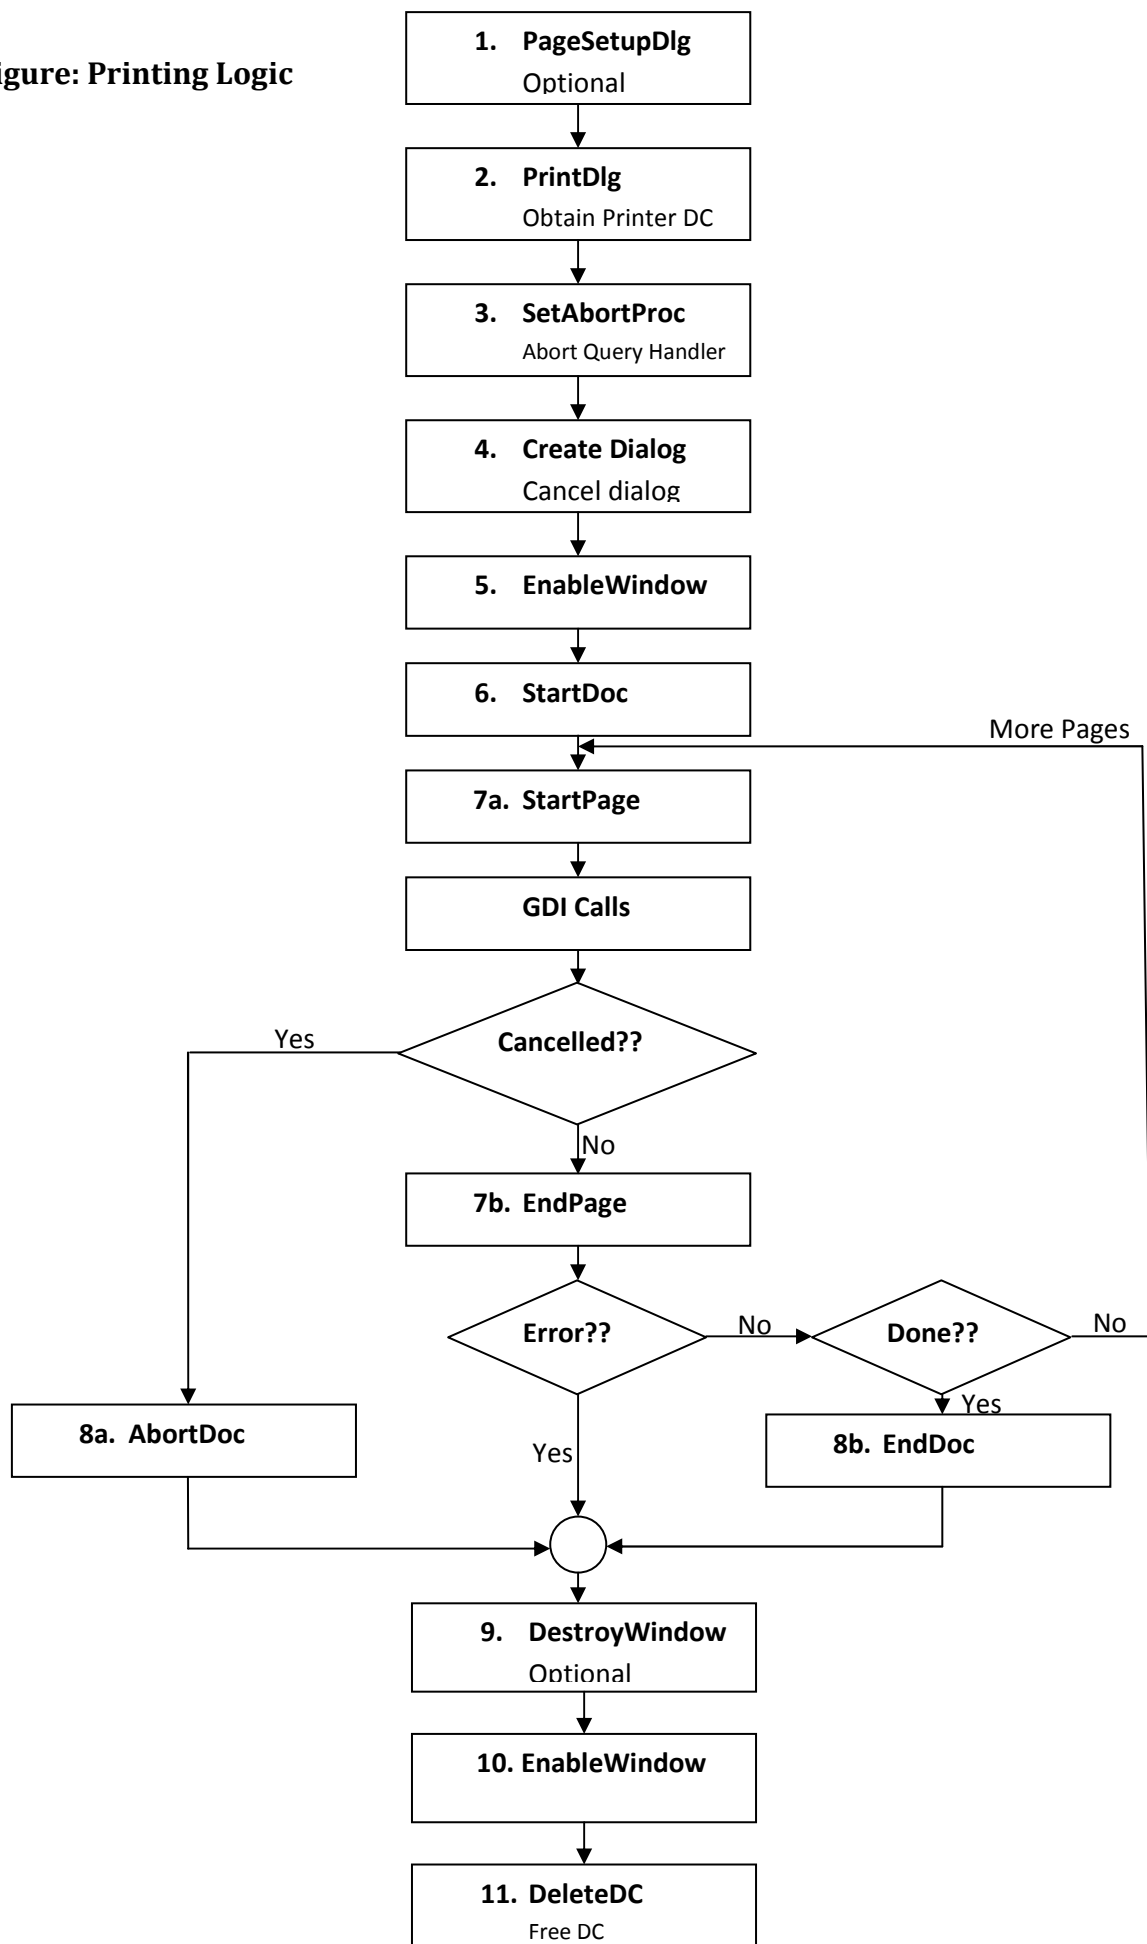 igure: Printing Logic
1. PageSetupDlg
Optional
2. PrintDlg
Obtain Printer DC
3. SetAbortProc
Abort Query Handler
4. Create Dialog
Cancel dialog
5. EnableWindow
6. StartDoc
More Pages
7a. StartPage
GDI Calls
Cancelled??
Yes
No
7b. EndPage
Error??
No
Done??
No
Yes
8a. AbortDoc
Yes
8b. EndDoc
9. DestroyWindow
Optional
10. EnableWindow
11. DeleteDC
Free DC